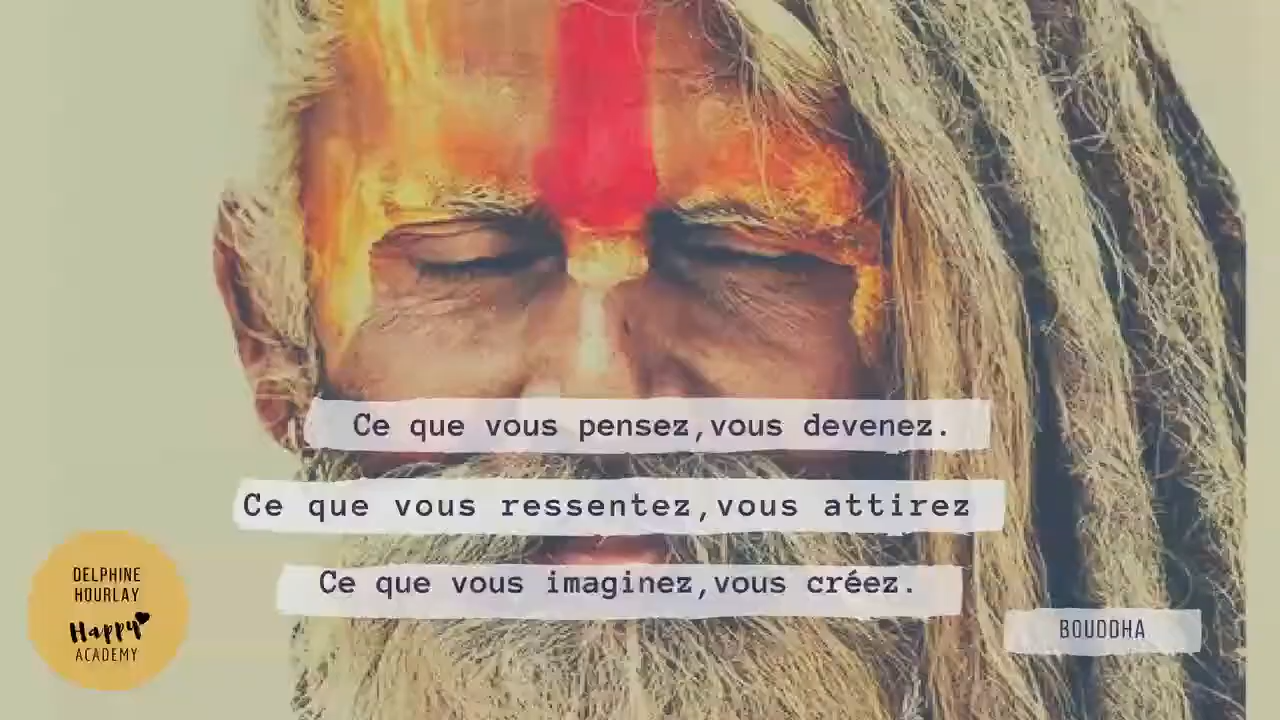 Ce que vous pensez,vous devenez.
Ce que vous ressentez,vous attirez
Ce que vous imaginez,vous créez.
BOUDDHA
DELPHINE
HOURLAY
Happy
ACADEMY